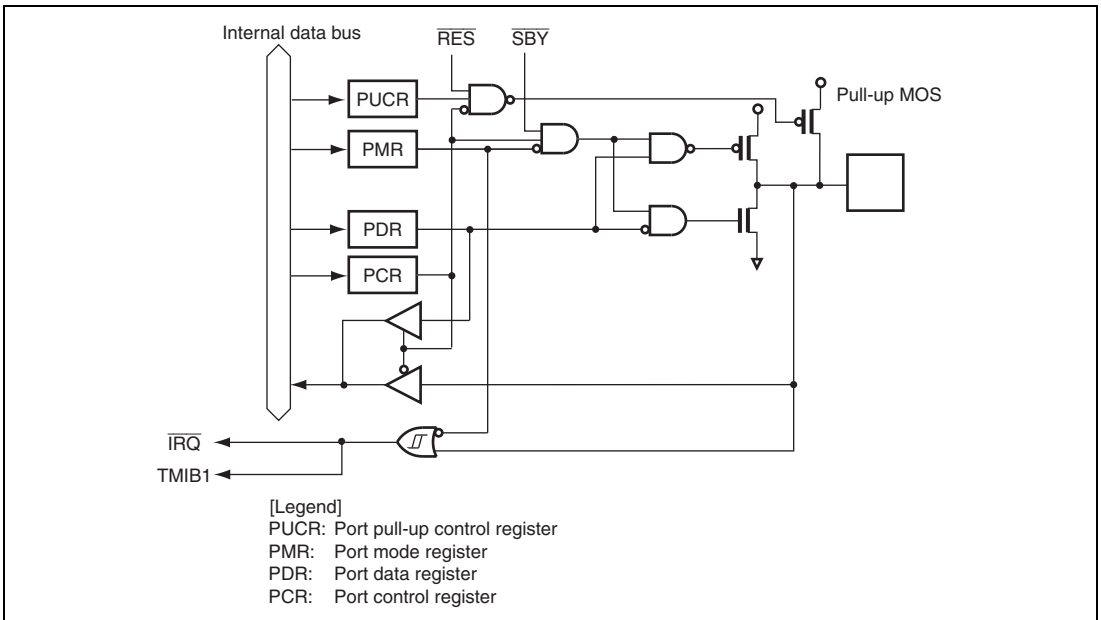 Internal data bus
RES
SBY
Pull-up MOS
PUCR
PMR
PDR
PCR
IRQ
TMIB1
[Legend]
PUCR: Port pull-up control register
PMR: Port mode register
PDR: Port data register
PCR: Port control register